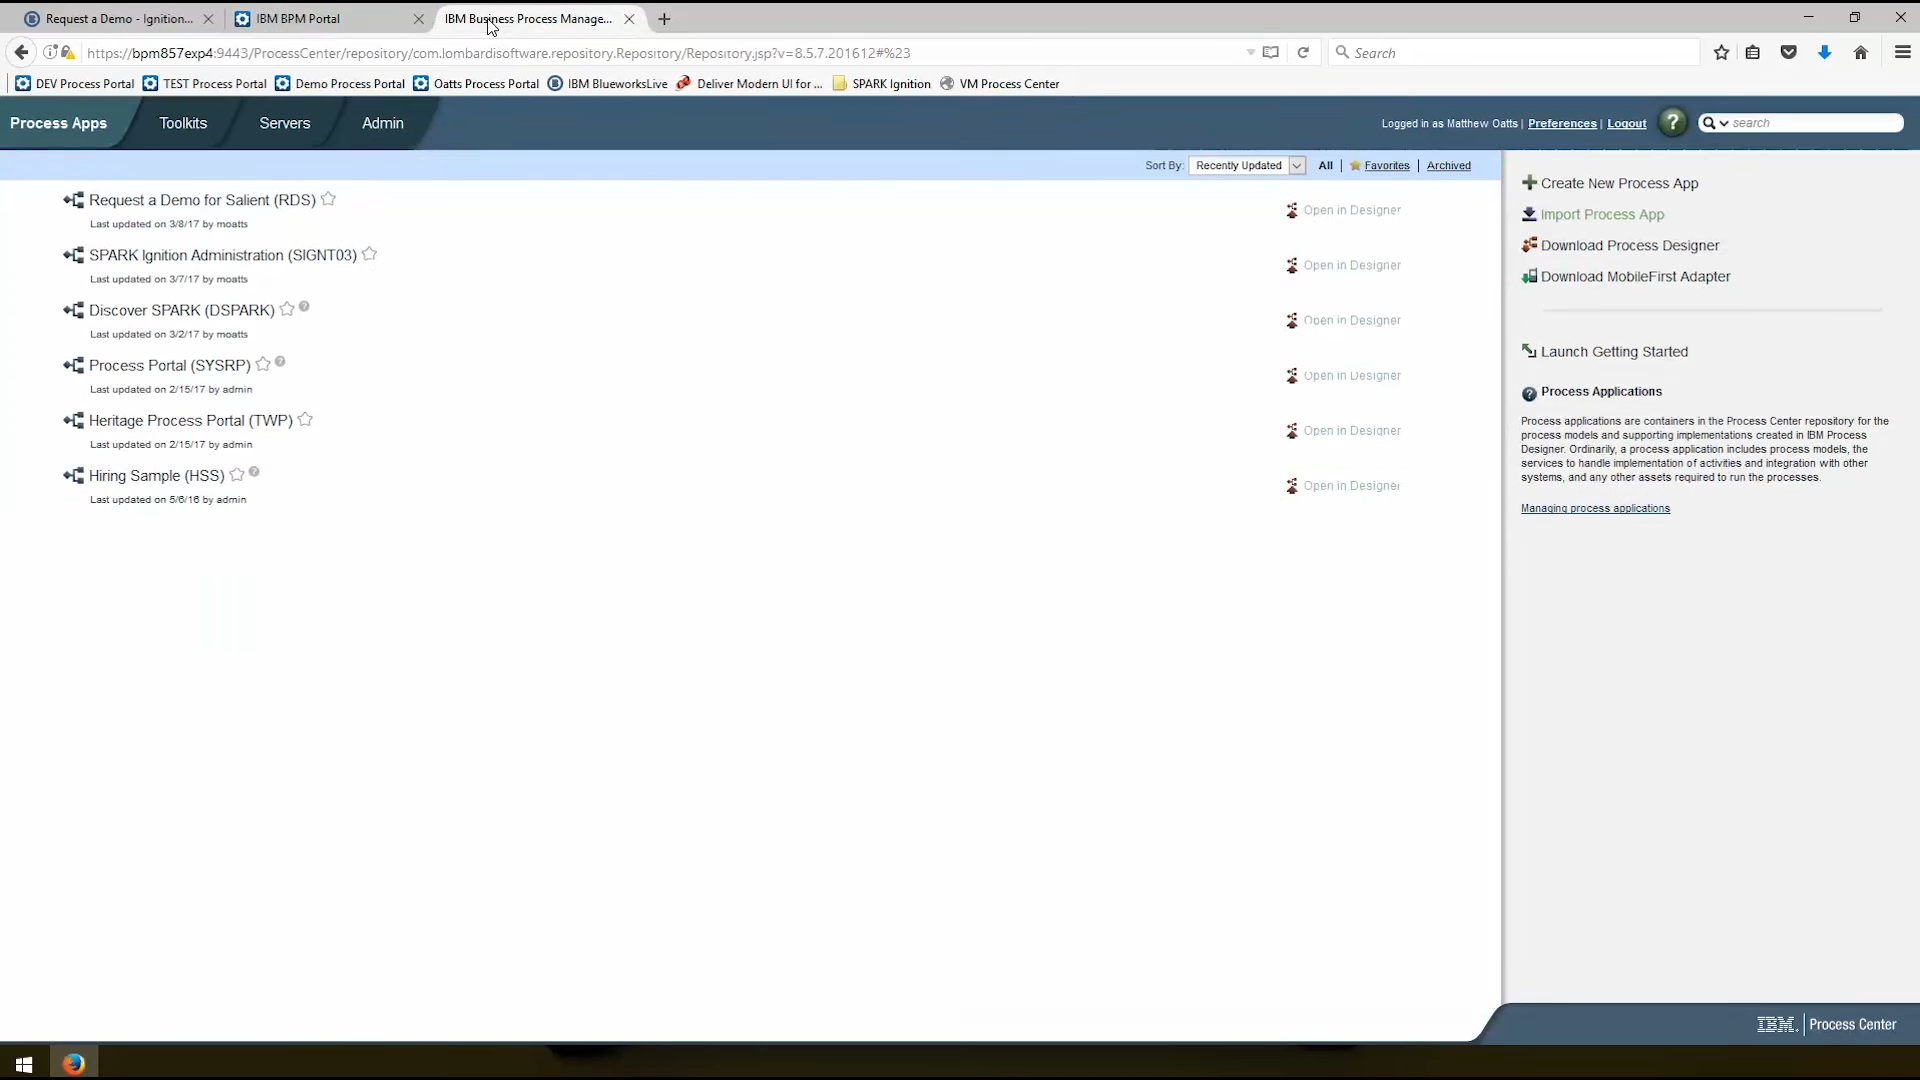 Request a Demo - Ignition...
IBM BPM Portal
IBM Business Process Manage...
https://bpm857exp4:9443/ProcessCenter/repository/com.lombardisoftware.repository.Repository/Repository.jsp?v=8.5.7.201612#%23
Search
DEV Process Portal
TEST Process Portal
Demo Process Portal
Oatts Process Portal
IBM BlueworksLive
Deliver Modern UI for ...
SPARK Ignition
VM Process Center
Process Apps
Toolkits
Servers
Admin
Logged in as Matthew Oatts | Preferences | Logout
?
search
Sort By: Recently Updated
All | Favorites | Archived
Request a Demo for Salient (RDS)
Last updated on 3/8/17 by moatts
Open in Designer
SPARK Ignition Administration (SIGNT03)
Last updated on 3/7/17 by moatts
Open in Designer
Discover SPARK (DSPARK)
Last updated on 3/2/17 by moatts
Open in Designer
Process Portal (SYSRP)
Last updated on 2/15/17 by admin
Open in Designer
Heritage Process Portal (TWP)
Last updated on 2/15/17 by admin
Open in Designer
Hiring Sample (HSS)
Last updated on 5/6/16 by admin
Open in Designer
Create New Process App
Import Process App
Download Process Designer
Download MobileFirst Adapter
Launch Getting Started
Process Applications
Process applications are containers in the Process Center repository for the
process models and supporting implementations created in IBM Process
Designer. Ordinarily, a process application includes process models, the
services to handle implementation of activities and integration with other
systems, and any other assets required to run the processes.
Managing process applications
IBM. | Process Center